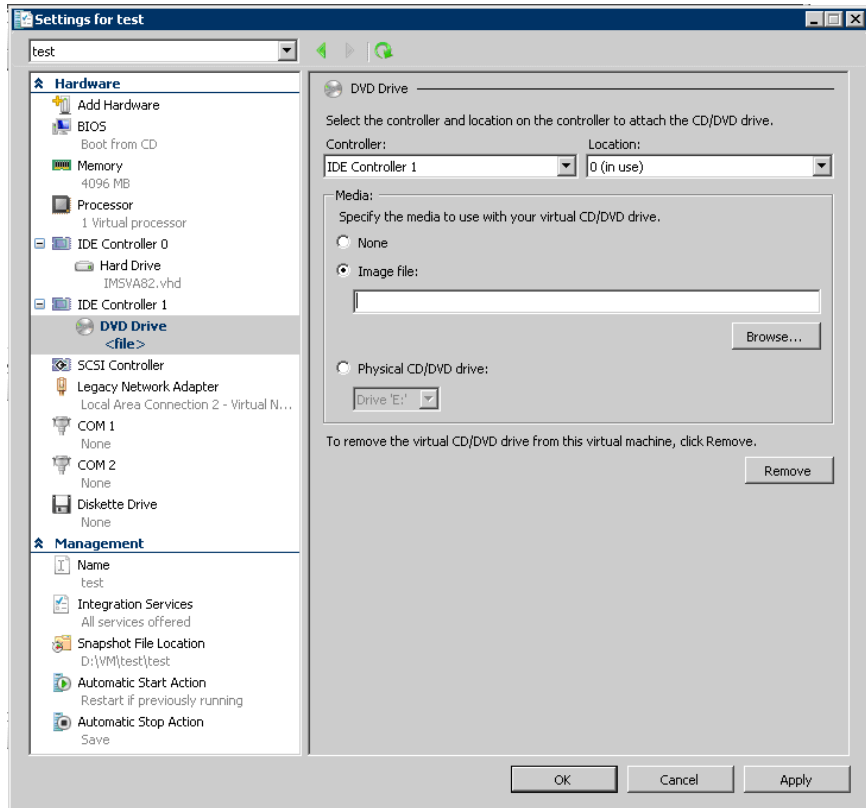 Settings for test
test
Hardware
Add Hardware
BIOS
Boot from CD
Memory
4096 MB
Processor
1 Virtual processor
IDE Controller 0
Hard Drive
IMSVA82.vhd
IDE Controller 1
DVD Drive
<file>
SCSI Controller
Legacy Network Adapter
Local Area Connection 2 - Virtual N...
COM 1
None
COM 2
None
Diskette Drive
None
Management
Name
test
Integration Services
All services offered
Snapshot File Location
D:\VM\test\test
Automatic Start Action
Restart if previously running
Automatic Stop Action
Save
DVD Drive
Select the controller and location on the controller to attach the CD/DVD drive.
Controller: Location:
IDE Controller 1 0 (in use)
Media:
Specify the media to use with your virtual CD/DVD drive.
None
Image file:
Browse...
Physical CD/DVD drive:
Drive 'E:'
To remove the virtual CD/DVD drive from this virtual machine, click Remove.
Remove
OK Cancel Apply